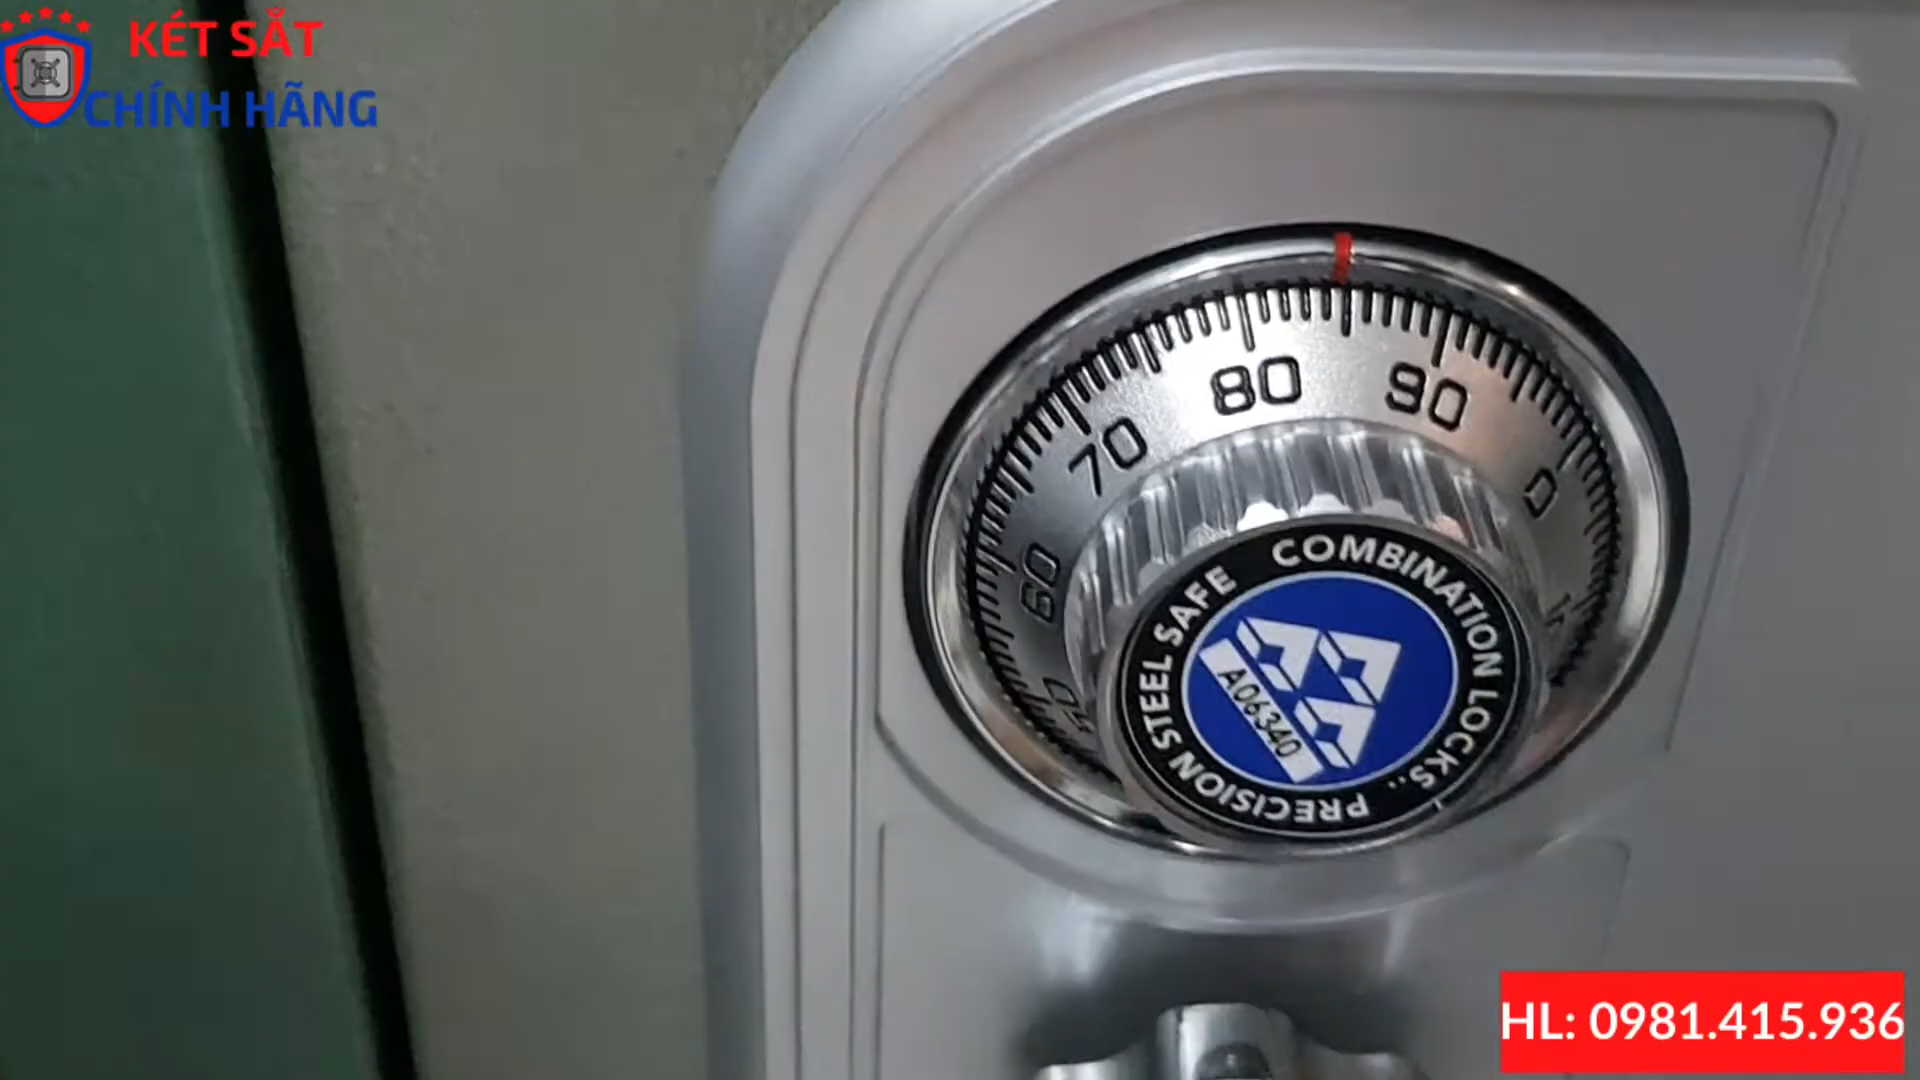 KÉT SẮT
CHÍNH HÃNG
80
90
70
0
60
50
PRECISION STEEL SAFE COMBINATION LOCKS..
A06340
HL: 0981.415.936